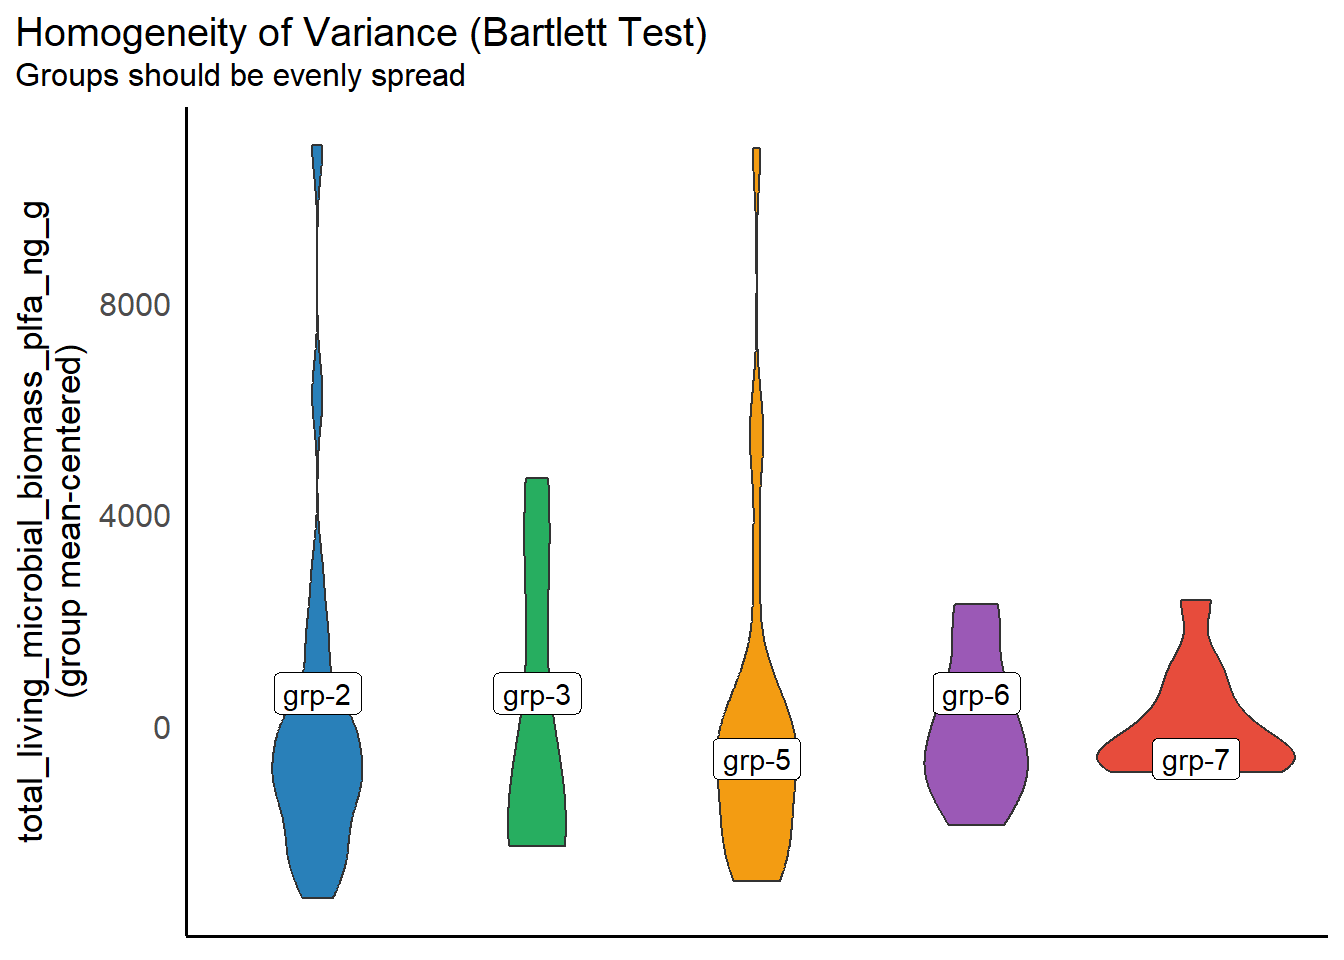 Homogeneity of Variance (Bartlett Test)
Groups should be evenly spread
total_living_microbial_biomass_plfa_ng_g
(group mean-centered)
8000
4000
0
grp-2
grp-3
grp-5
grp-6
grp-7